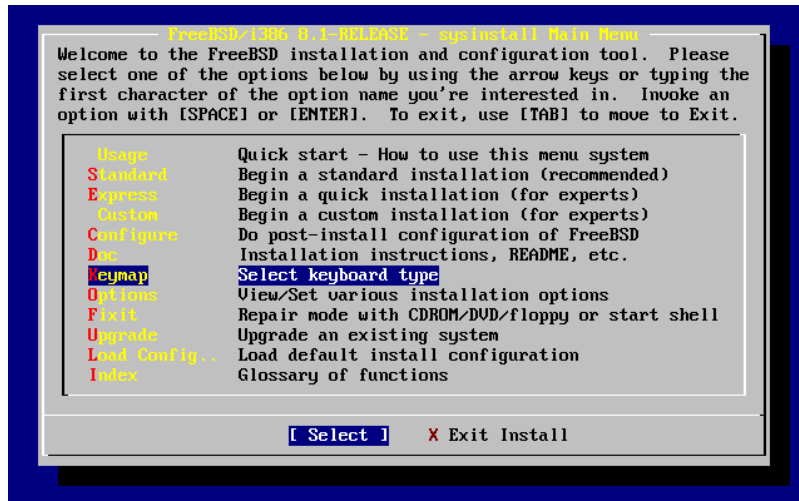 FreeBSD/i386 8.1-RELEASE - sysinstall Main Menu
Welcome to the FreeBSD installation and configuration tool.  Please
select one of the options below by using the arrow keys or typing the
first character of the option name you're interested in.  Invoke an
option with [SPACE] or [ENTER].  To exit, use [TAB] to move to Exit.
Usage Quick start - How to use this menu system
Standard Begin a standard installation (recommended)
Express Begin a quick installation (for experts)
Custom Begin a custom installation (for experts)
Configure Do post-install configuration of FreeBSD
Doc Installation instructions, README, etc.
Keymap Select keyboard type
Options View/Set various installation options
Fixit Repair mode with CDROM/DVD/floppy or start shell
Upgrade Upgrade an existing system
Load Config.. Load default install configuration
Index Glossary of functions
[ Select ] X Exit Install